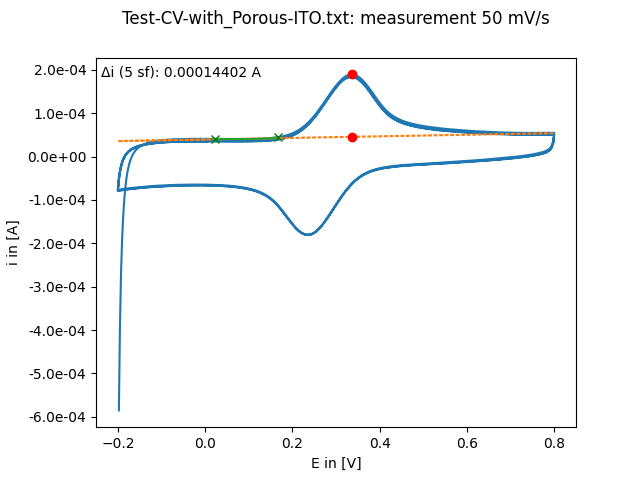 Test-CV-with_Porous-ITO.txt: measurement 50 mV/s
Δi (5 sf): 0.00014402 A
2.0e-04
1.0e-04
0.0e+00
-1.0e-04
-2.0e-04
-3.0e-04
-4.0e-04
-5.0e-04
-6.0e-04
i in [A]
−0.2 0.0 0.2 0.4 0.6 0.8
E in [V]